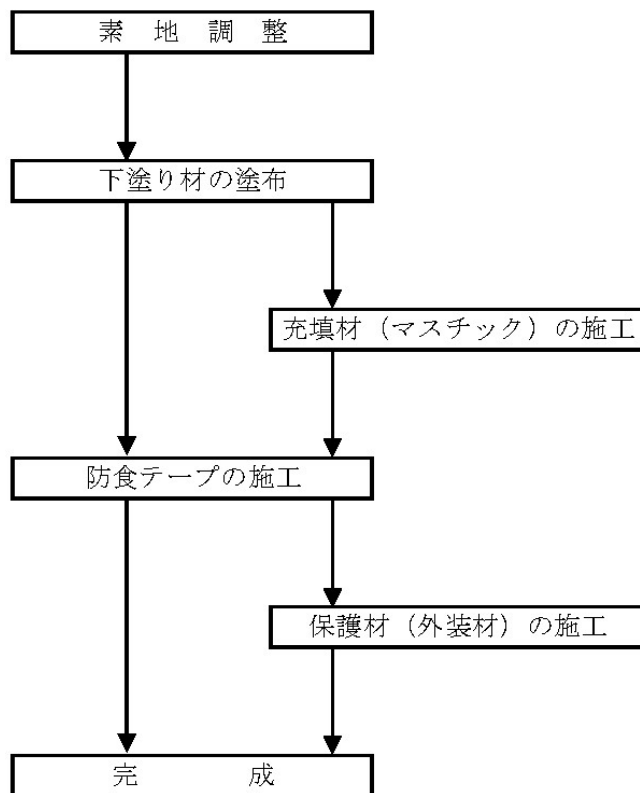 素地調整
下塗り材の塗布
充填材（マスチック）の施工
防食テープの施工
保護材（外装材）の施工
完成